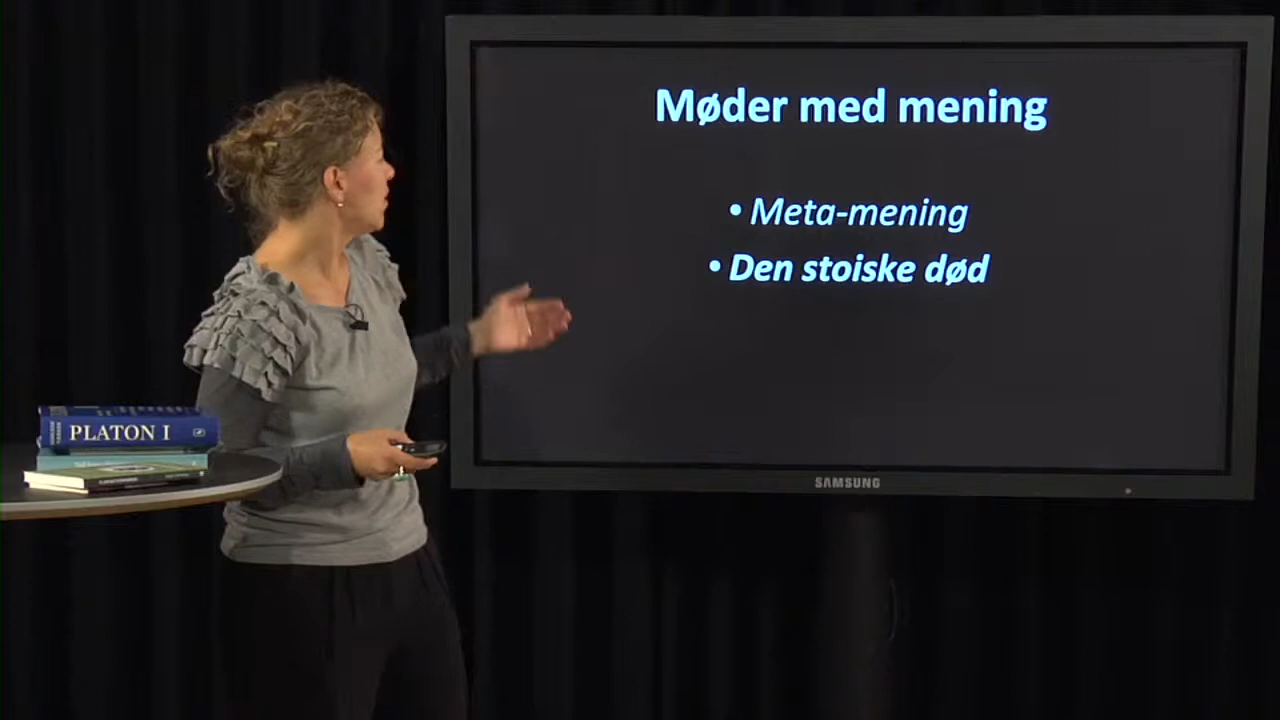 Møder med mening
• Meta-mening
• Den stoiske død
PLATON I
SAMSUNG